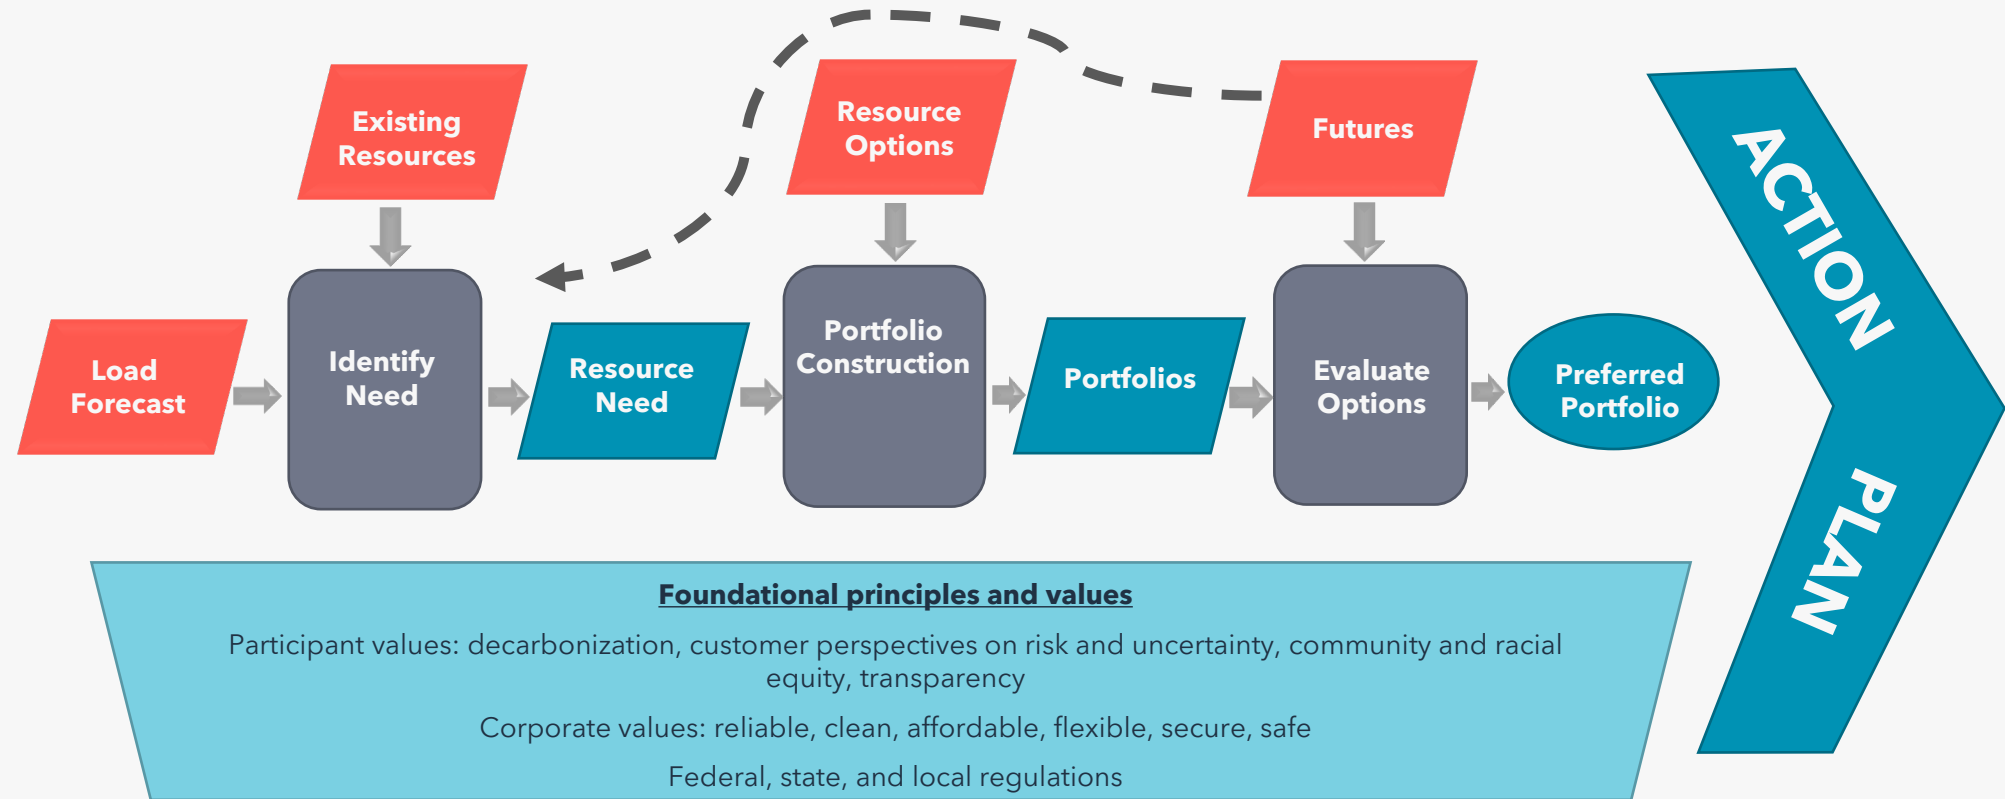 Existing
Resources
Resource
Options
Futures
Load
Forecast
Identify
Need
Resource
Need
Portfolio
Construction
Portfolios
Evaluate
Options
Preferred
Portfolio
ACTION
PLAN
Foundational principles and values
Participant values: decarbonization, customer perspectives on risk and uncertainty, community and racial
equity, transparency
Corporate values: reliable, clean, affordable, flexible, secure, safe
Federal, state, and local regulations